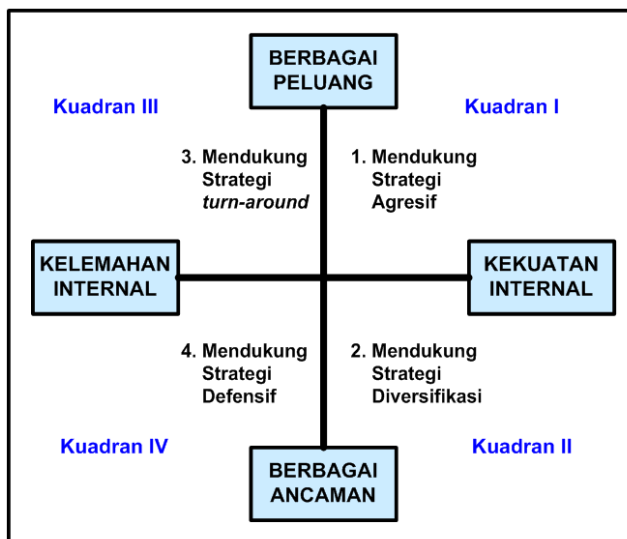 BERBAGAI
PELUANG
Kuadran III
Kuadran I
3. Mendukung
Strategi
turn-around
1. Mendukung
Strategi
Agresif
KELEMAHAN
INTERNAL
KEKUATAN
INTERNAL
4. Mendukung
Strategi
Defensif
2. Mendukung
Strategi
Diversifikasi
Kuadran IV
Kuadran II
BERBAGAI
ANCAMAN